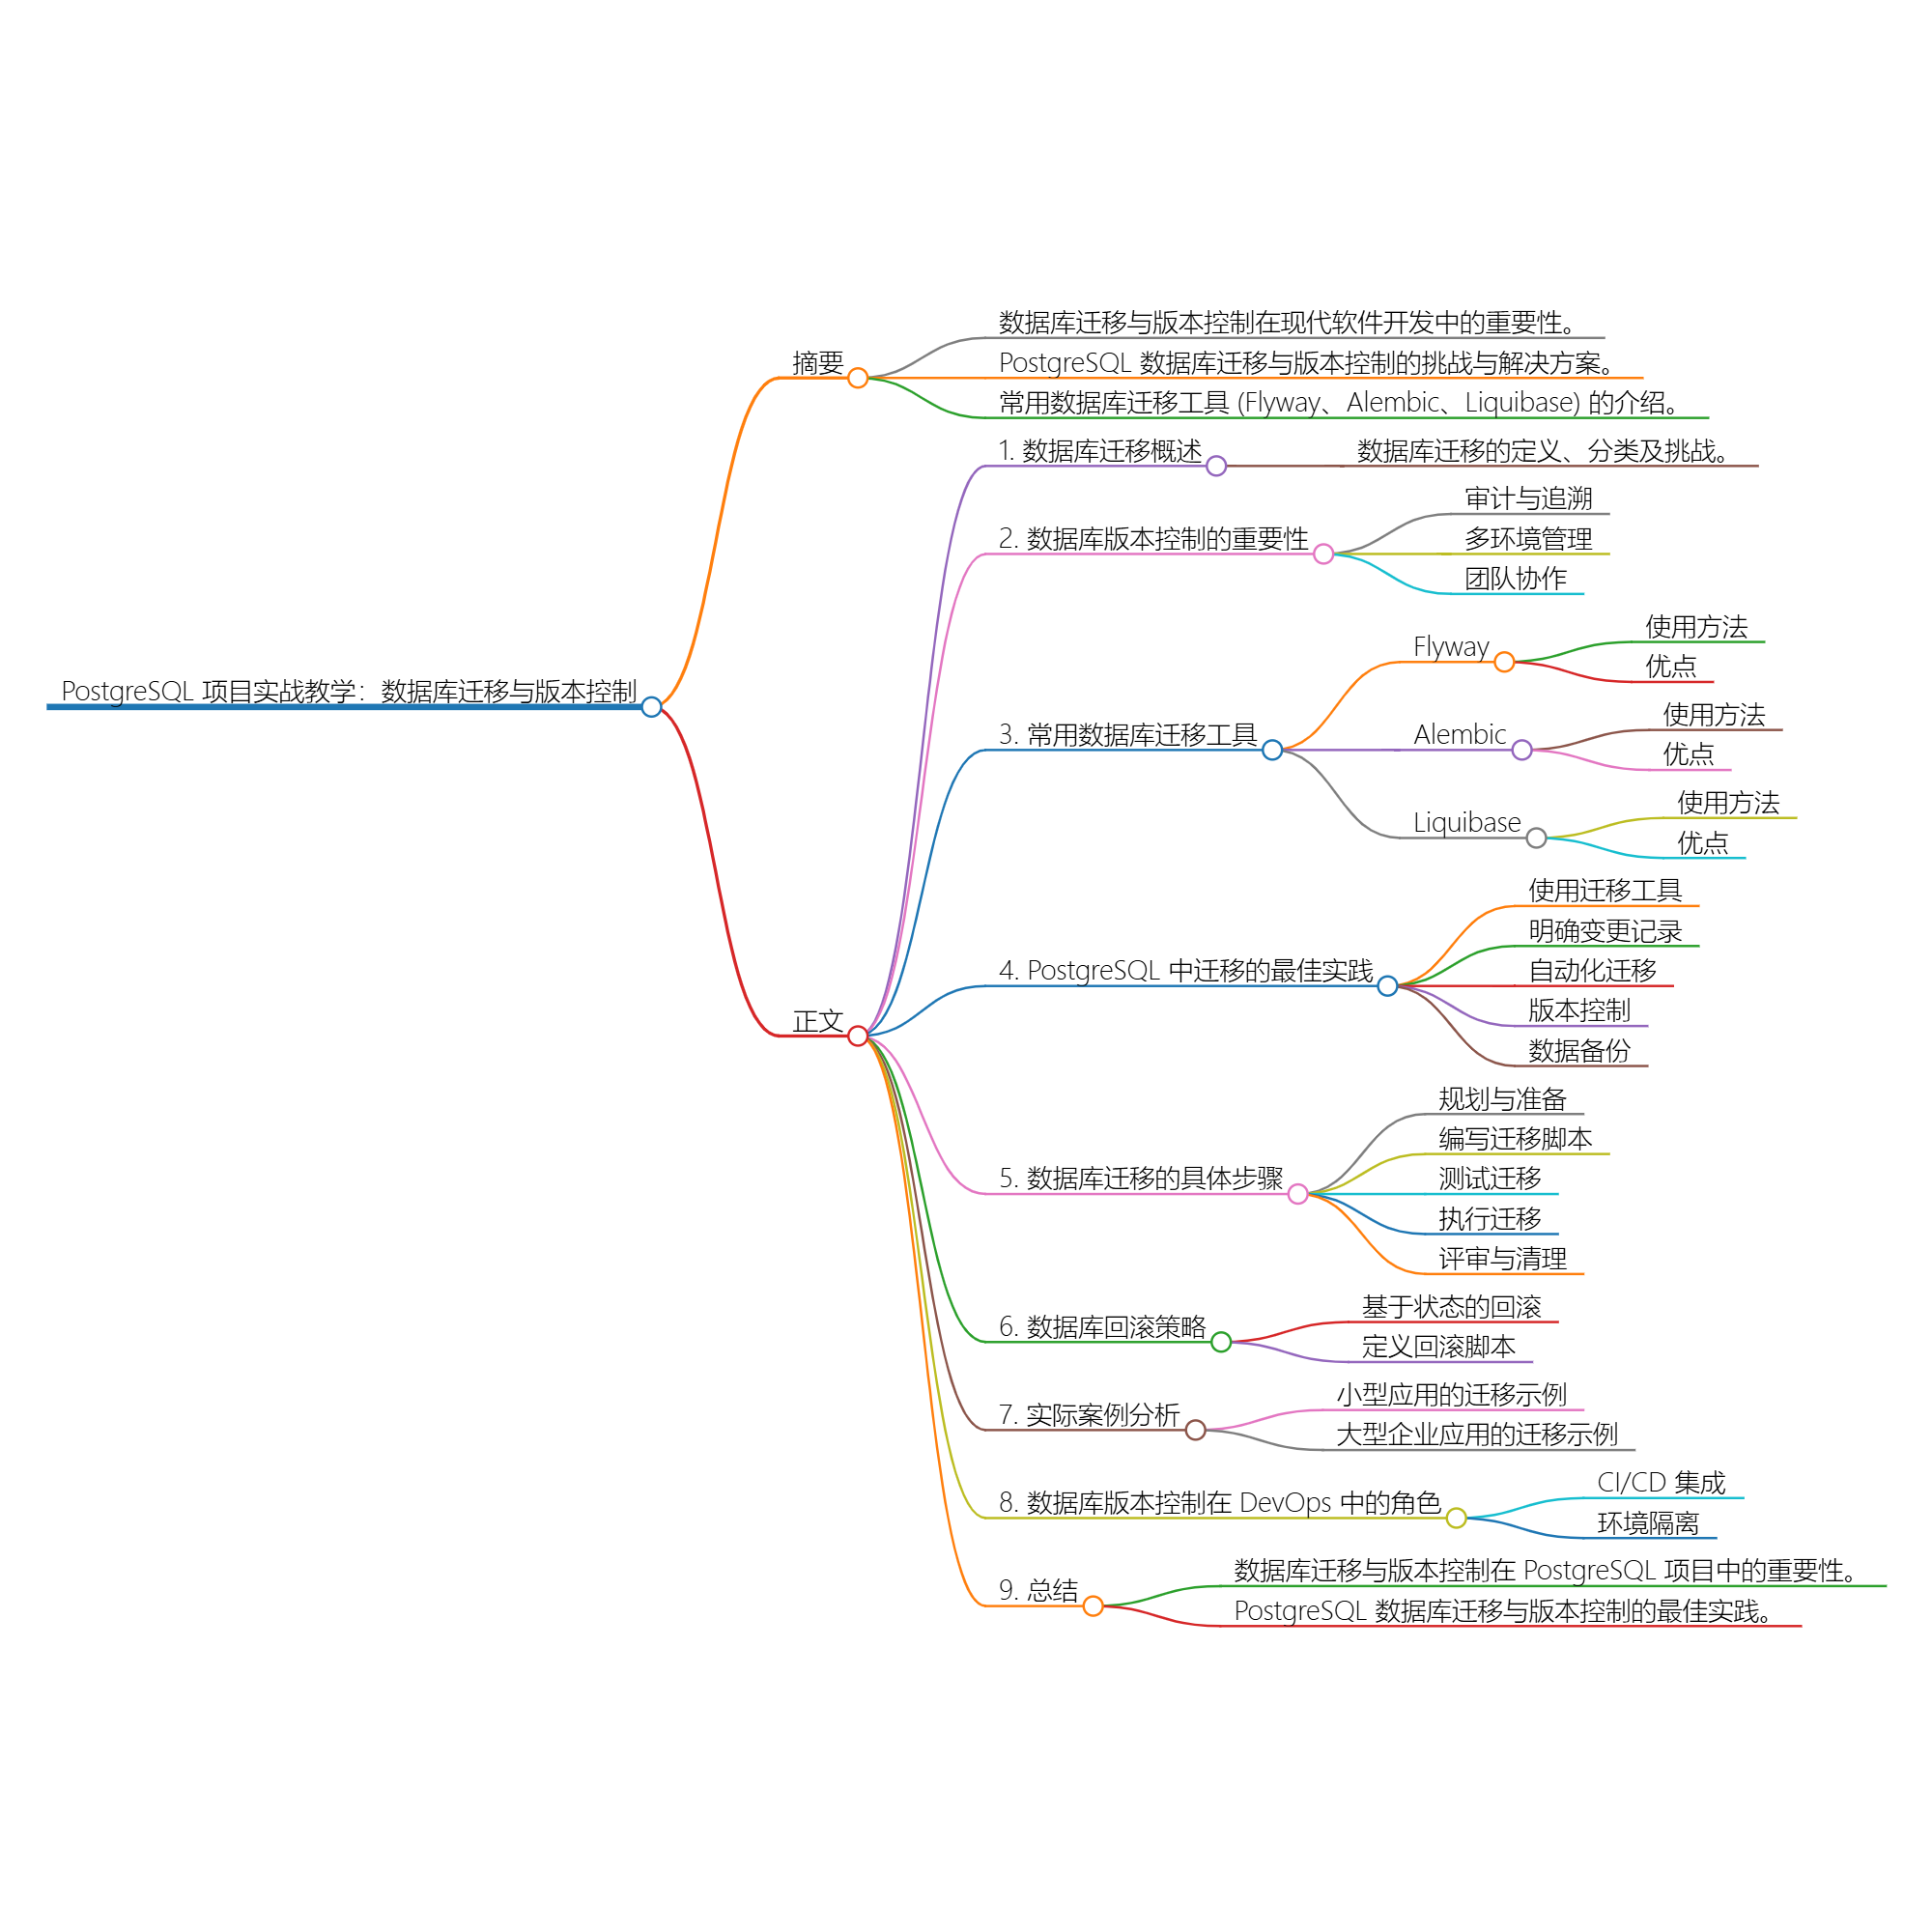 PostgreSQL 项目实战教学：数据库迁移与版本控制
摘要
数据库迁移与版本控制在现代软件开发中的重要性。
PostgreSQL 数据库迁移与版本控制的挑战与解决方案。
常用数据库迁移工具 (Flyway、Alembic、Liquibase) 的介绍。
正文
1. 数据库迁移概述
数据库迁移的定义、分类及挑战。
2. 数据库版本控制的重要性
审计与追溯
多环境管理
团队协作
3. 常用数据库迁移工具
Flyway
使用方法
优点
Alembic
使用方法
优点
Liquibase
使用方法
优点
4. PostgreSQL 中迁移的最佳实践
使用迁移工具
明确变更记录
自动化迁移
版本控制
数据备份
5. 数据库迁移的具体步骤
规划与准备
编写迁移脚本
测试迁移
执行迁移
评审与清理
6. 数据库回滚策略
基于状态的回滚
定义回滚脚本
7. 实际案例分析
小型应用的迁移示例
大型企业应用的迁移示例
8. 数据库版本控制在 DevOps 中的角色
CI/CD 集成
环境隔离
9. 总结
数据库迁移与版本控制在 PostgreSQL 项目中的重要性。
PostgreSQL 数据库迁移与版本控制的最佳实践。